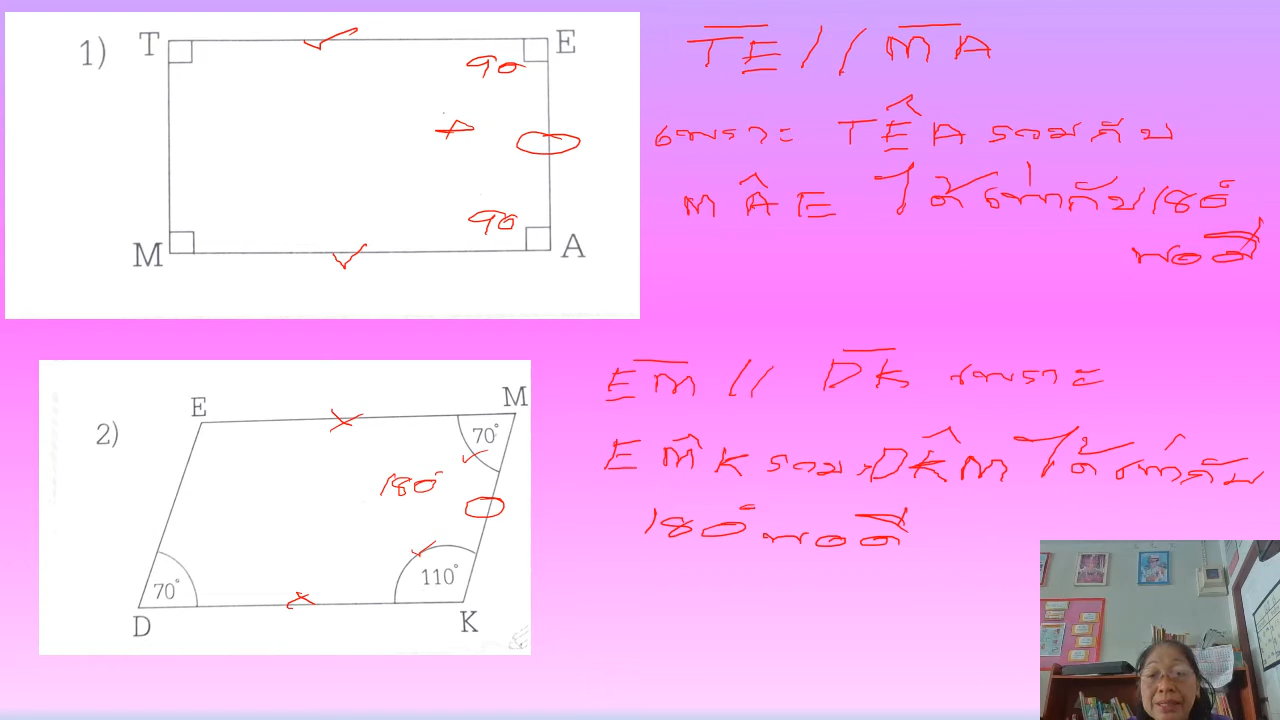 1)
T
E
90
+
90
M
A
TE // MA
เพราะ TÊA รวมกับ
MÂE ได้เท่ากับ 180°
พอดี
2)
E
M
70°
180°
70°
110°
D
K
EM // DK เพราะ
EM̂K รวม DK̂M ได้เท่ากับ
180° พอดี